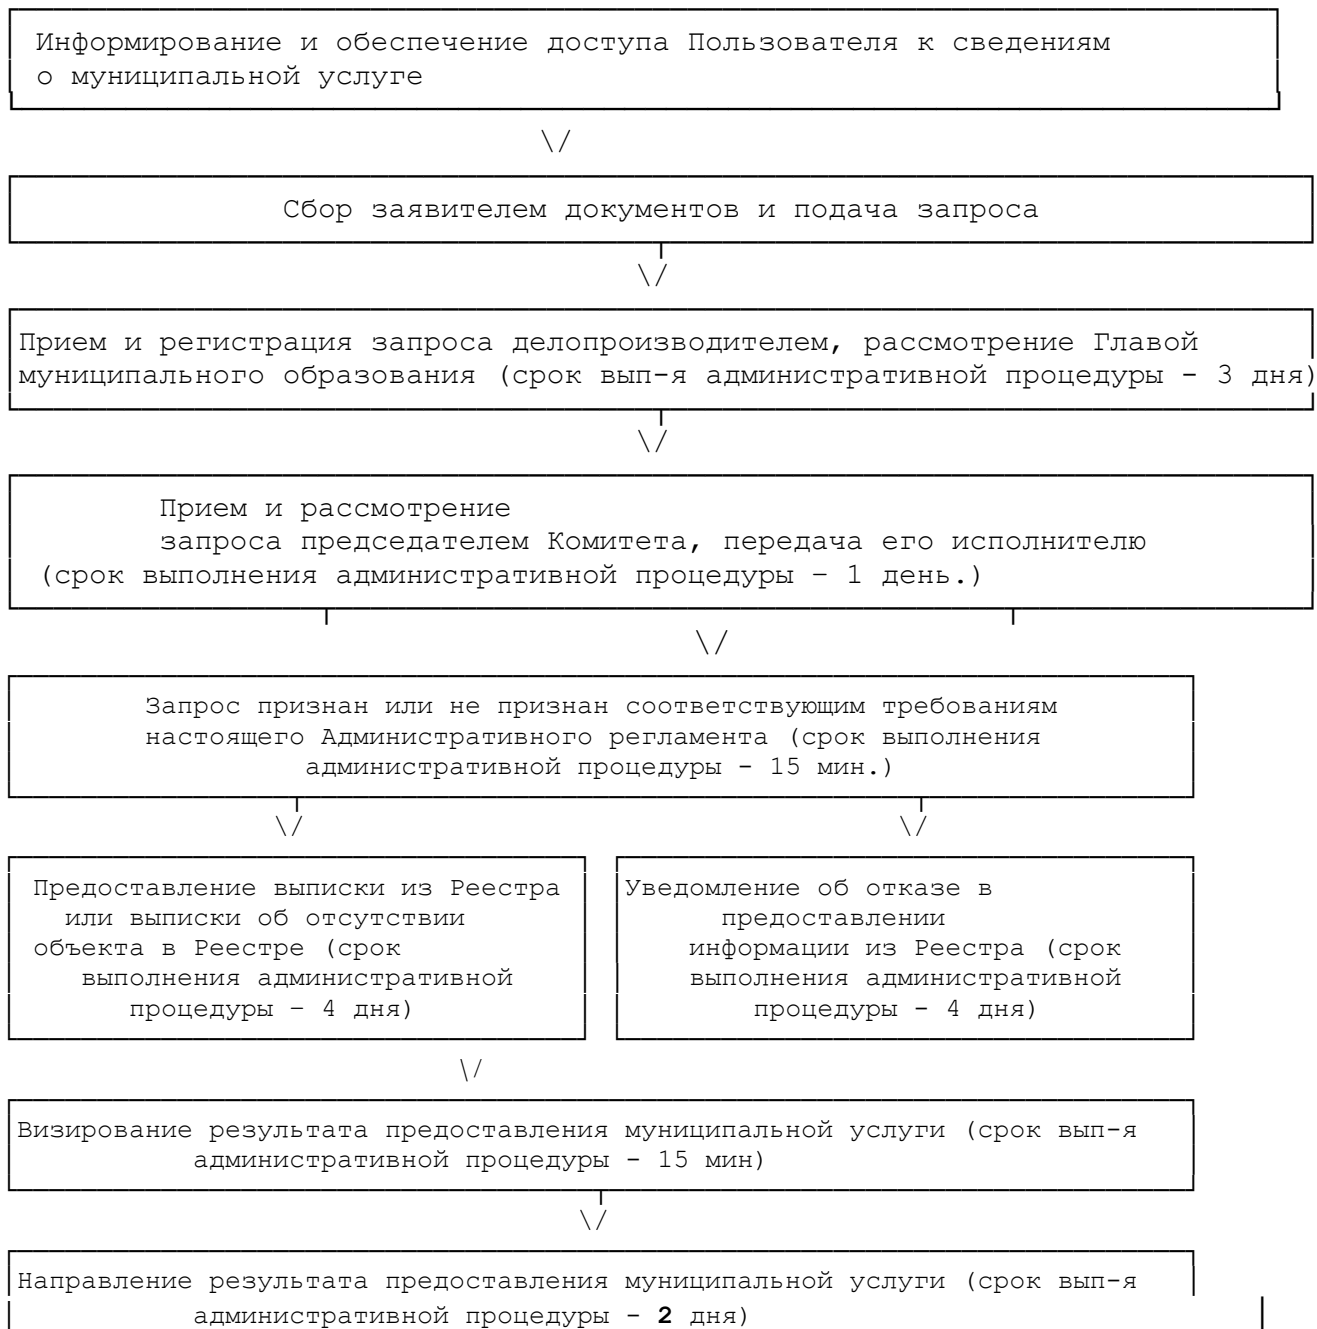 Информирование и обеспечение доступа Пользователя к сведениям
о муниципальной услуге
\/
Сбор заявителем документов и подача запроса
\/
Прием и регистрация запроса делопроизводителем, рассмотрение Главой
муниципального образования (срок вып-я административной процедуры - 3 дня)
\/
Прием и рассмотрение
запроса председателем Комитета, передача его исполнителю
(срок выполнения административной процедуры – 1 день.)
\/
Запрос признан или не признан соответствующим требованиям
настоящего Административного регламента (срок выполнения
административной процедуры - 15 мин.)
\/ \/
Предоставление выписки из Реестра
или выписки об отсутствии
объекта в Реестре (срок
выполнения административной
процедуры – 4 дня)
Уведомление об отказе в
предоставлении
информации из Реестра (срок
выполнения административной
процедуры - 4 дня)
\/
Визирование результата предоставления муниципальной услуги (срок вып-я
административной процедуры - 15 мин)
\/
Направление результата предоставления муниципальной услуги (срок вып-я
административной процедуры - 2 дня)